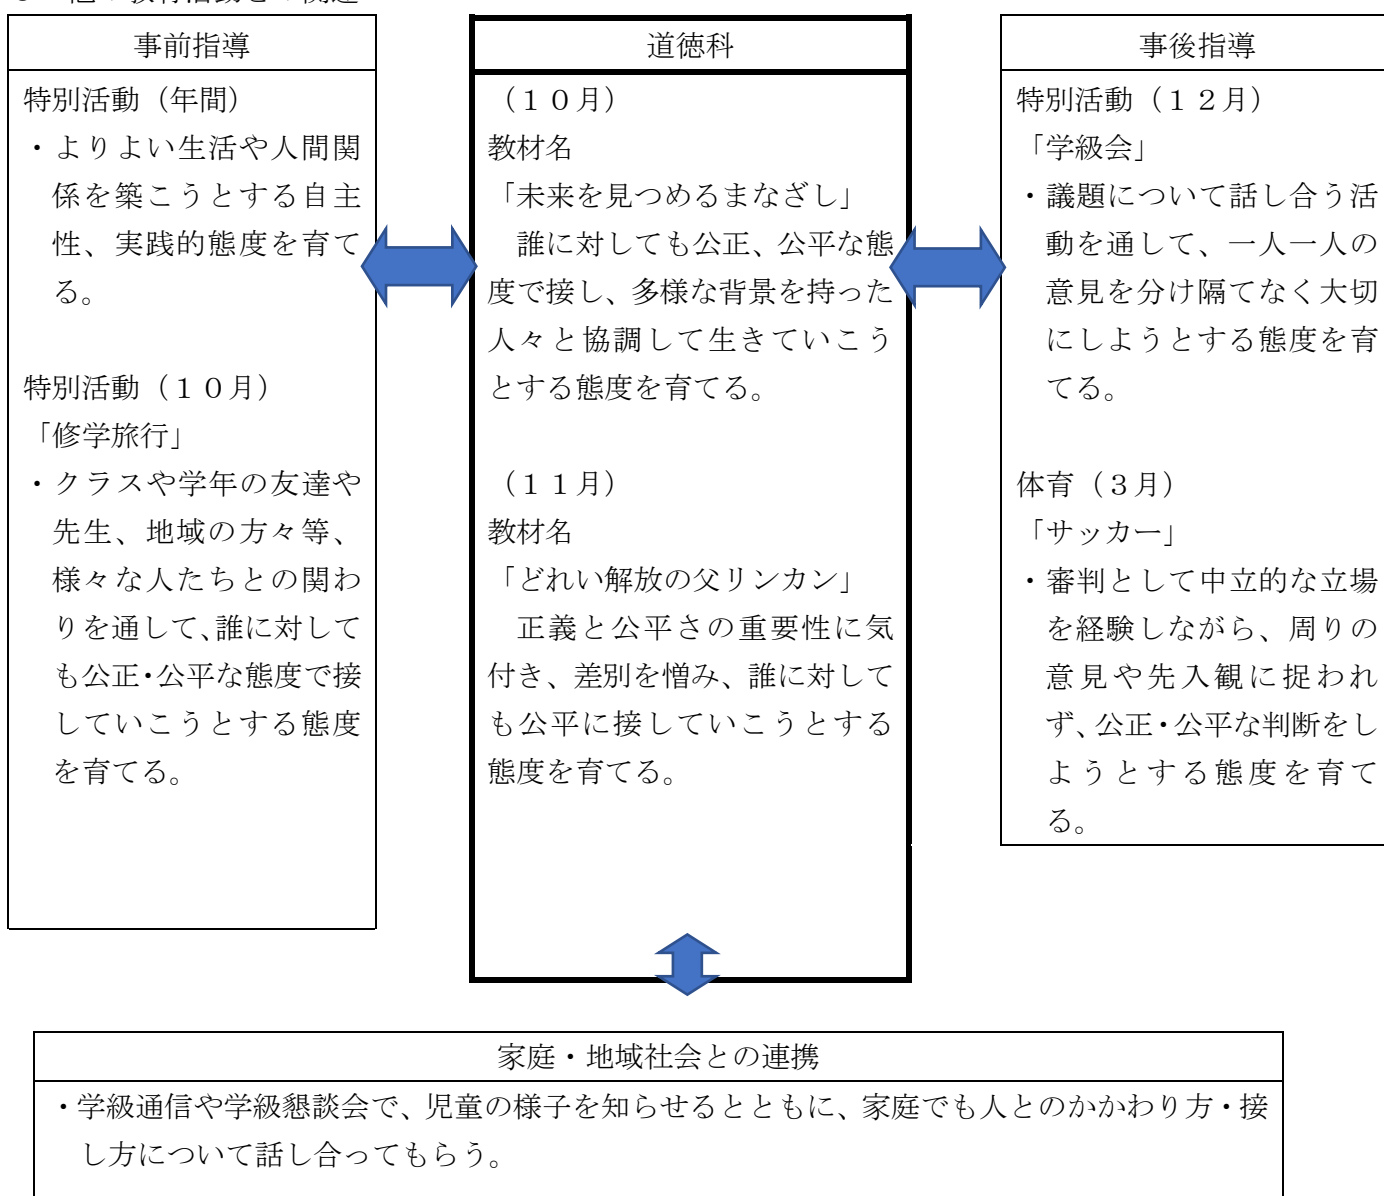 事前指導
特別活動（年間）
・よりよい生活や人間関
係を築こうとする自主
性、実践的態度を育て
る。
特別活動（１０月）
「修学旅行」
・クラスや学年の友達や
先生、地域の方々等、
様々な人たちとの関わ
りを通して、誰に対して
も公正・公平な態度で接
していこうとする態度
を育てる。
道徳科
（１０月）
教材名
「未来を見つめるまなざし」
誰に対しても公正、公平な態
度で接し、多様な背景を持った
人々と協調して生きていこう
とする態度を育てる。
（１１月）
教材名
「どれい解放の父リンカン」
正義と公平さの重要性に気
付き、差別を憎み、誰に対して
も公平に接していこうとする
態度を育てる。
事後指導
特別活動（１２月）
「学級会」
・議題について話し合う活
動を通して、一人一人の
意見を分け隔てなく大切
にしようとする態度を育
てる。
体育（３月）
「サッカー」
・審判として中立的な立場
を経験しながら、周りの
意見や先入観に捉われ
ず、公正・公平な判断をし
ようとする態度を育て
る。
家庭・地域社会との連携
・学級通信や学級懇談会で、児童の様子を知らせるとともに、家庭でも人とのかかわり方・接
し方について話し合ってもらう。